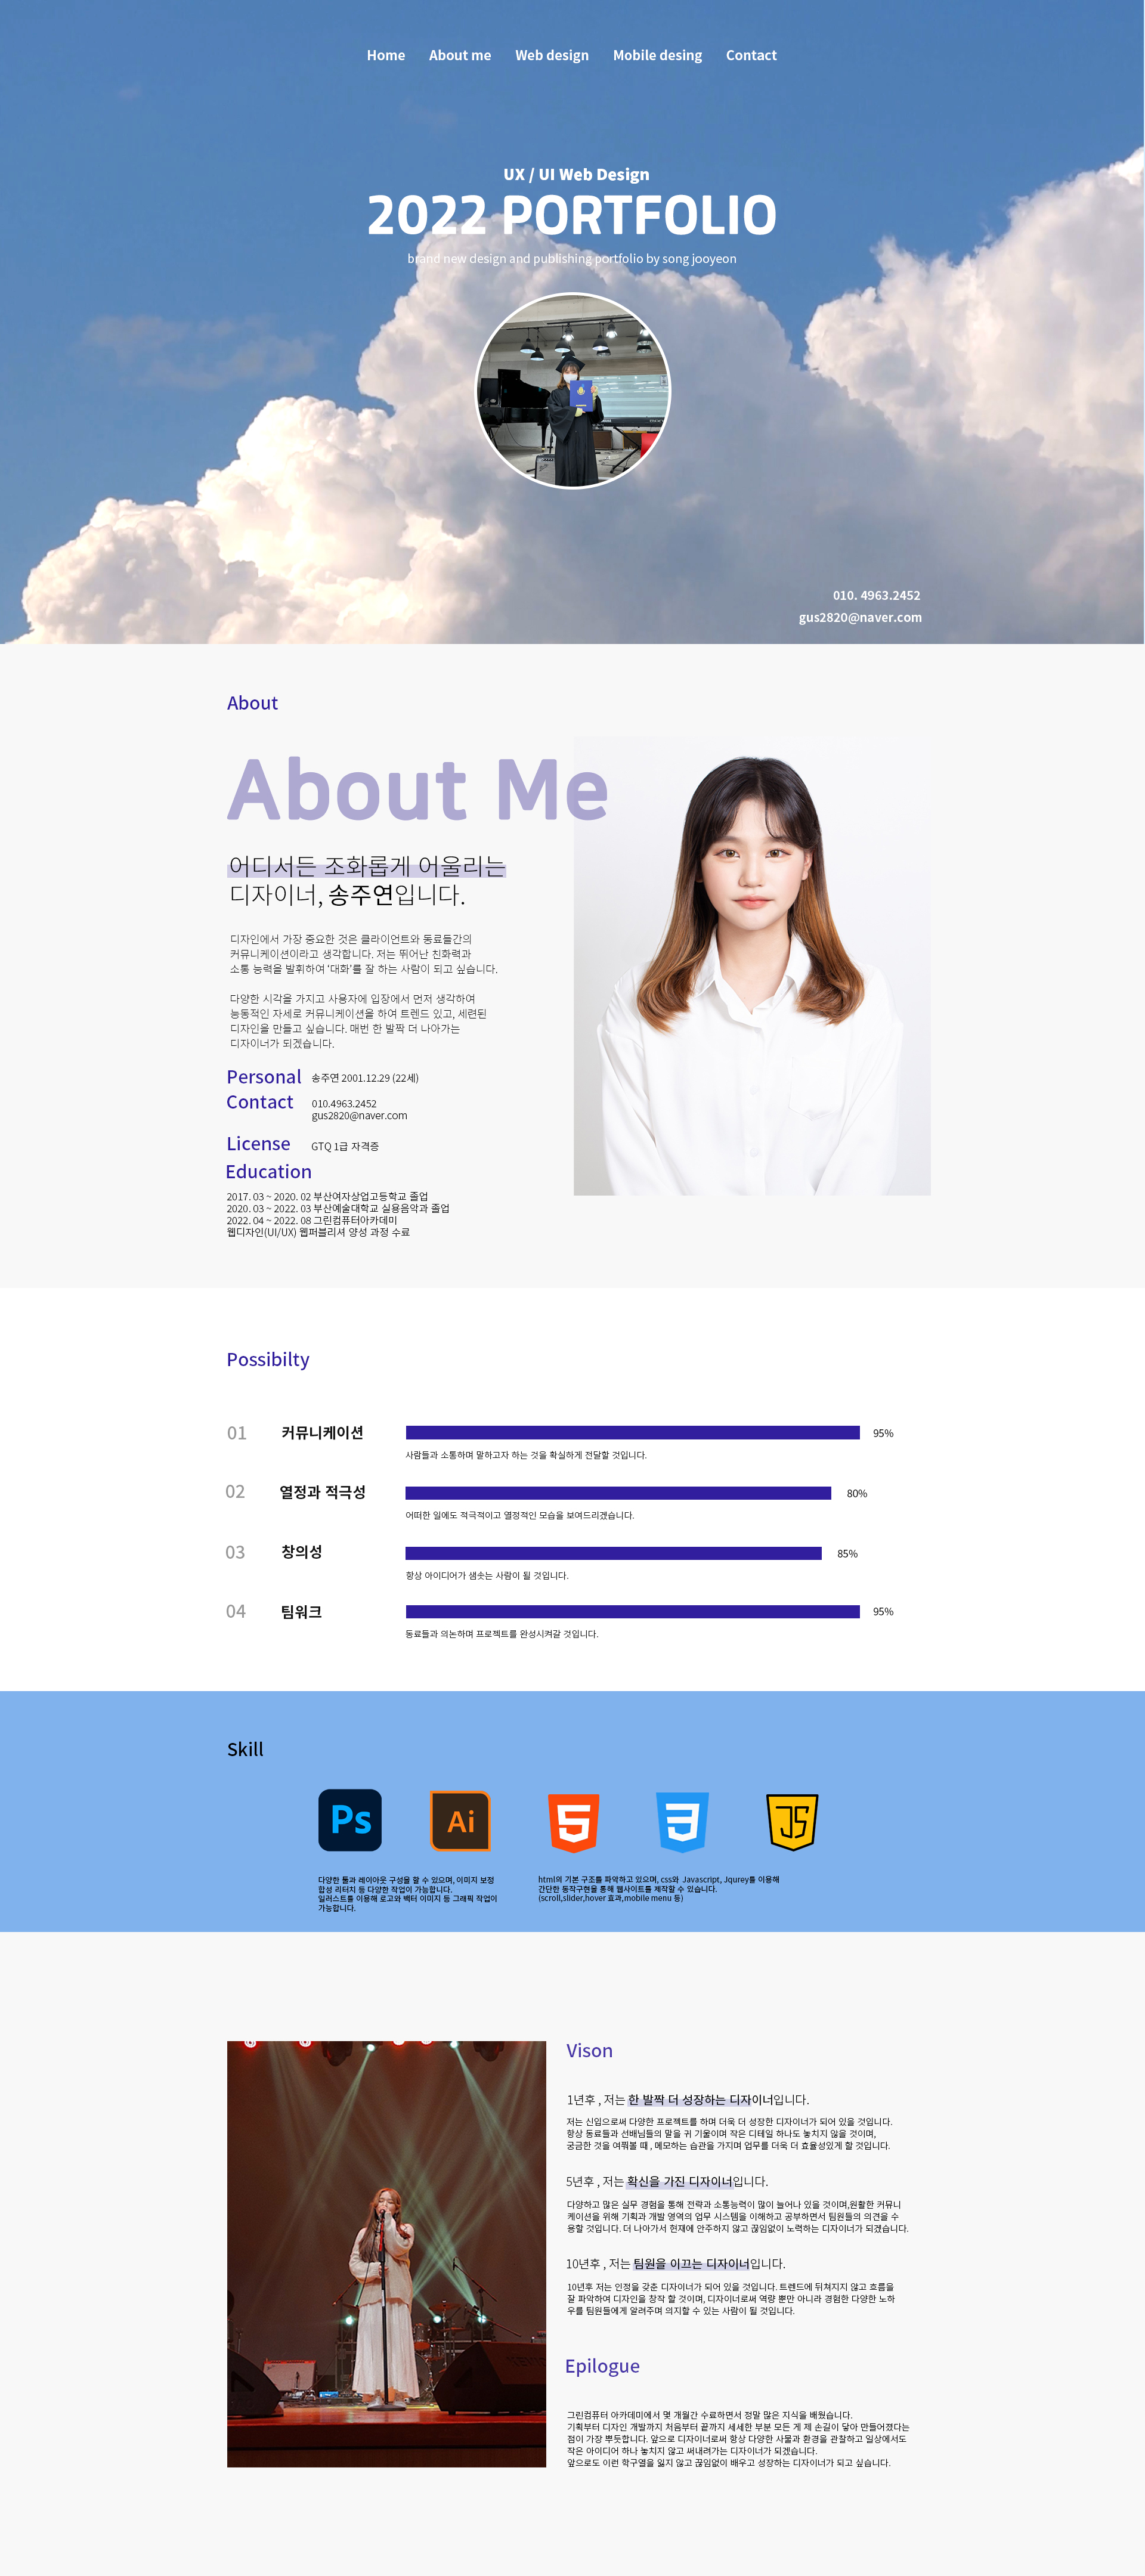 Home About me Web design Mobile desing Contact
UX / UI Web Design
2022 PORTFOLIO
brand new design and publishing portfolio by song jooyeon
010. 4963.2452
gus2820@naver.com
About
About Me
어디서든 조화롭게 어울리는
디자이너, 송주연입니다.
디자인에서 가장 중요한 것은 클라이언트와 동료들간의
커뮤니케이션이라고 생각합니다. 저는 뛰어난 친화력과
소통 능력을 발휘하여 '대화'를 잘 하는 사람이 되고 싶습니다.
다양한 시각을 가지고 사용자에 입장에서 먼저 생각하여
능동적인 자세로 커뮤니케이션을 하여 트렌드 있고, 세련된
디자인을 만들고 싶습니다. 매번 한 발짝 더 나아가는
디자이너가 되겠습니다.
Personal 송주연 2001.12.29 (22세)
Contact 010.4963.2452
gus2820@naver.com
License GTQ 1급 자격증
Education
2017. 03 ~ 2020. 02 부산여자상업고등학교 졸업
2020. 03 ~ 2022. 03 부산예술대학교 실용음악과 졸업
2022. 04 ~ 2022. 08 그린컴퓨터아카데미
웹디자인(UI/UX) 웹퍼블리셔 양성 과정 수료
Possibilty
01 커뮤니케이션 95%
사람들과 소통하며 말하고자 하는 것을 확실하게 전달할 것입니다.
02 열정과 적극성 80%
어떠한 일에도 적극적이고 열정적인 모습을 보여드리겠습니다.
03 창의성 85%
항상 아이디어가 샘솟는 사람이 될 것입니다.
04 팀워크 95%
동료들과 의논하며 프로젝트를 완성시켜갈 것입니다.
Skill
Ps Ai 5 3 JS
다양한 툴과 레이아웃 구성을 할 수 있으며, 이미지 보정
합성 리터치 등 다양한 작업이 가능합니다.
일러스트를 이용해 로고와 백터 이미지 등 그래픽 작업이
가능합니다.
html의 기본 구조를 파악하고 있으며, css와 Javascript, Jqurey를 이용해
간단한 동작구현을 통해 웹사이트를 제작할 수 있습니다.
(scroll,slider,hover 효과,mobile menu 등)
Vison
1년후 , 저는 한 발짝 더 성장하는 디자이너입니다.
저는 신입으로써 다양한 프로젝트를 하며 더욱 더 성장한 디자이너가 되어 있을 것입니다.
항상 동료들과 선배님들의 말을 귀 기울이며 작은 디테일 하나도 놓치지 않을 것이며,
궁금한 것을 여쭤볼 때 , 메모하는 습관을 가지며 업무를 더욱 더 효율성있게 할 것입니다.
5년후 , 저는 확신을 가진 디자이너입니다.
다양하고 많은 실무 경험을 통해 전략과 소통능력이 많이 늘어나 있을 것이며,원활한 커뮤니
케이션을 위해 기획과 개발 영역의 업무 시스템을 이해하고 공부하면서 팀원들의 의견을 수
용할 것입니다. 더 나아가서 현재에 안주하지 않고 끊임없이 노력하는 디자이너가 되겠습니다.
10년후 , 저는 팀원을 이끄는 디자이너입니다.
10년후 저는 인정을 갖춘 디자이너가 되어 있을 것입니다. 트렌드에 뒤쳐지지 않고 흐름을
잘 파악하여 디자인을 창작 할 것이며, 디자이너로써 역량 뿐만 아니라 경험한 다양한 노하
우를 팀원들에게 알려주며 의지할 수 있는 사람이 될 것입니다.
Epilogue
그린컴퓨터 아카데미에서 몇 개월간 수료하면서 정말 많은 지식을 배웠습니다.
기획부터 디자인 개발까지 처음부터 끝까지 세세한 부분 모든 게 제 손길이 닿아 만들어졌다는
점이 가장 뿌듯합니다. 앞으로 디자이너로써 항상 다양한 사물과 환경을 관찰하고 일상에서도
작은 아이디어 하나 놓치지 않고 써내려가는 디자이너가 되겠습니다.
앞으로도 이런 학구열을 잃지 않고 끊임없이 배우고 성장하는 디자이너가 되고 싶습니다.